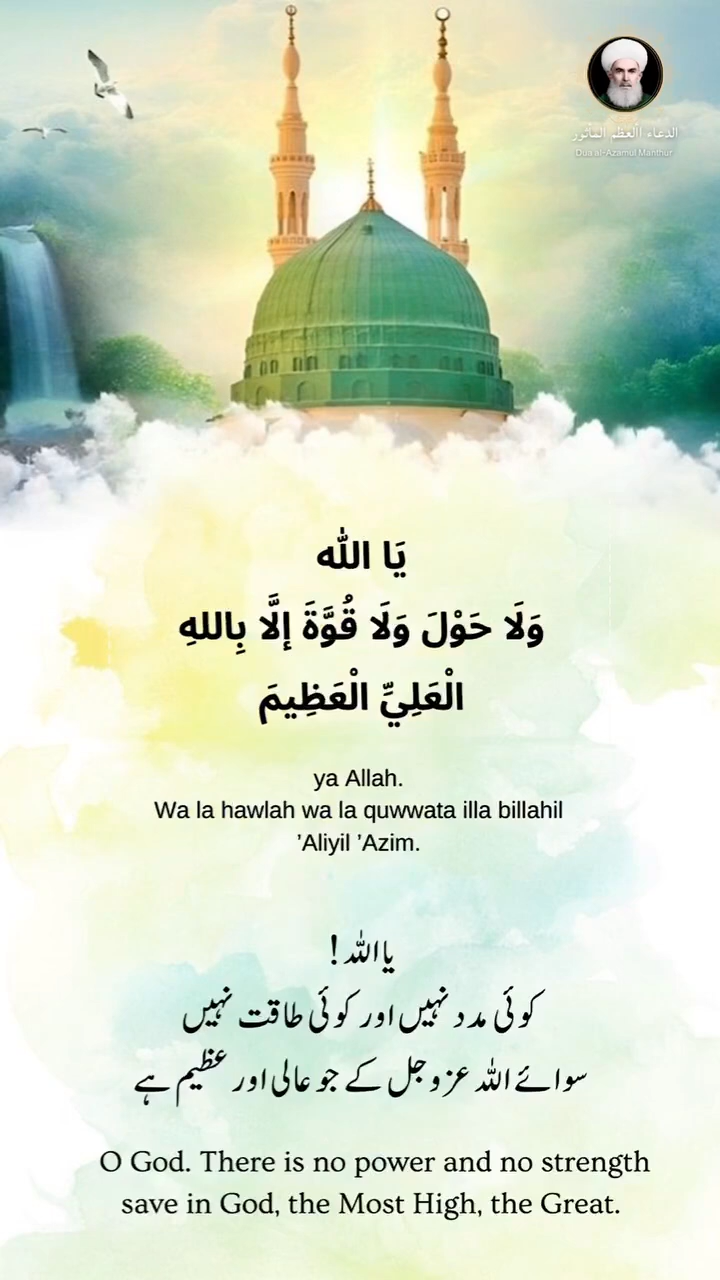 الدعاء الأعظم المأثور
Dua al-Azamul Manthur
يَا اللّٰه
وَلَا حَوْلَ وَلَا قُوَّةَ إِلَّا بِاللهِ
الْعَلِيِّ الْعَظِيمَ
ya Allah.
Wa la hawlah wa la quwwata illa billahil
’Aliyil ’Azim.
یا اللہ !
کوئی مدد نہیں اور کوئی طاقت نہیں
سوائے اللہ عزوجل کے جو عالی اور عظیم ہے
O God. There is no power and no strength
save in God, the Most High, the Great.